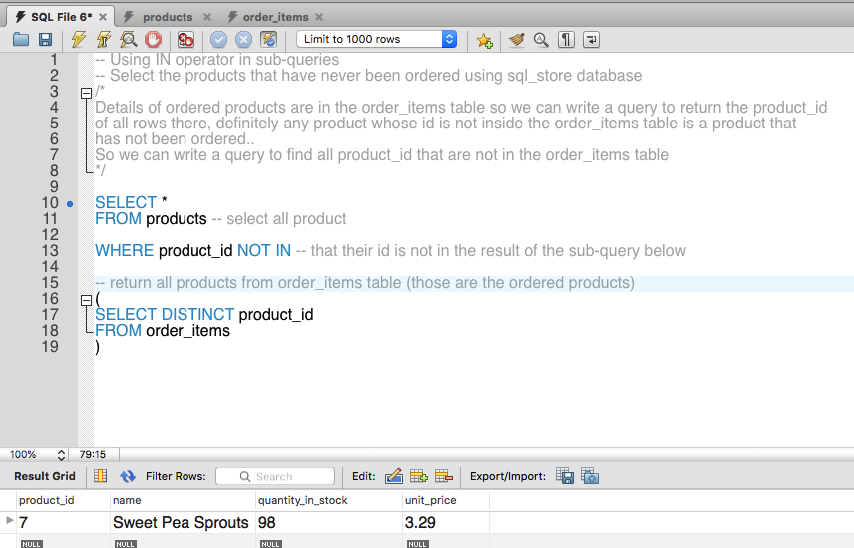 SQL File 6* × products × order_items ×
Limit to 1000 rows
1 -- Using IN operator in sub-queries
2 -- Select the products that have never been ordered using sql_store database
3 /*
4 Details of ordered products are in the order_items table so we can write a query to return the product_id
5 of all rows there, definitely any product whose id is not inside the order_items table is a product that
6 has not been ordered..
7 So we can write a query to find all product_id that are not in the order_items table
8 */
9
10 SELECT *
11 FROM products -- select all product
12
13 WHERE product_id NOT IN -- that their id is not in the result of the sub-query below
14
15 -- return all products from order_items table (those are the ordered products)
16 (
17 SELECT DISTINCT product_id
18 FROM order_items
19 )
100% 79:15
Result Grid Filter Rows: Search Edit: Export/Import:
product_id name quantity_in_stock unit_price
7 Sweet Pea Sprouts 98 3.29
NULL NULL NULL NULL